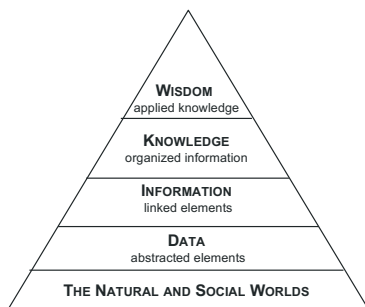 WISDOM
applied knowledge
KNOWLEDGE
organized information
INFORMATION
linked elements
DATA
abstracted elements
THE NATURAL AND SOCIAL WORLDS